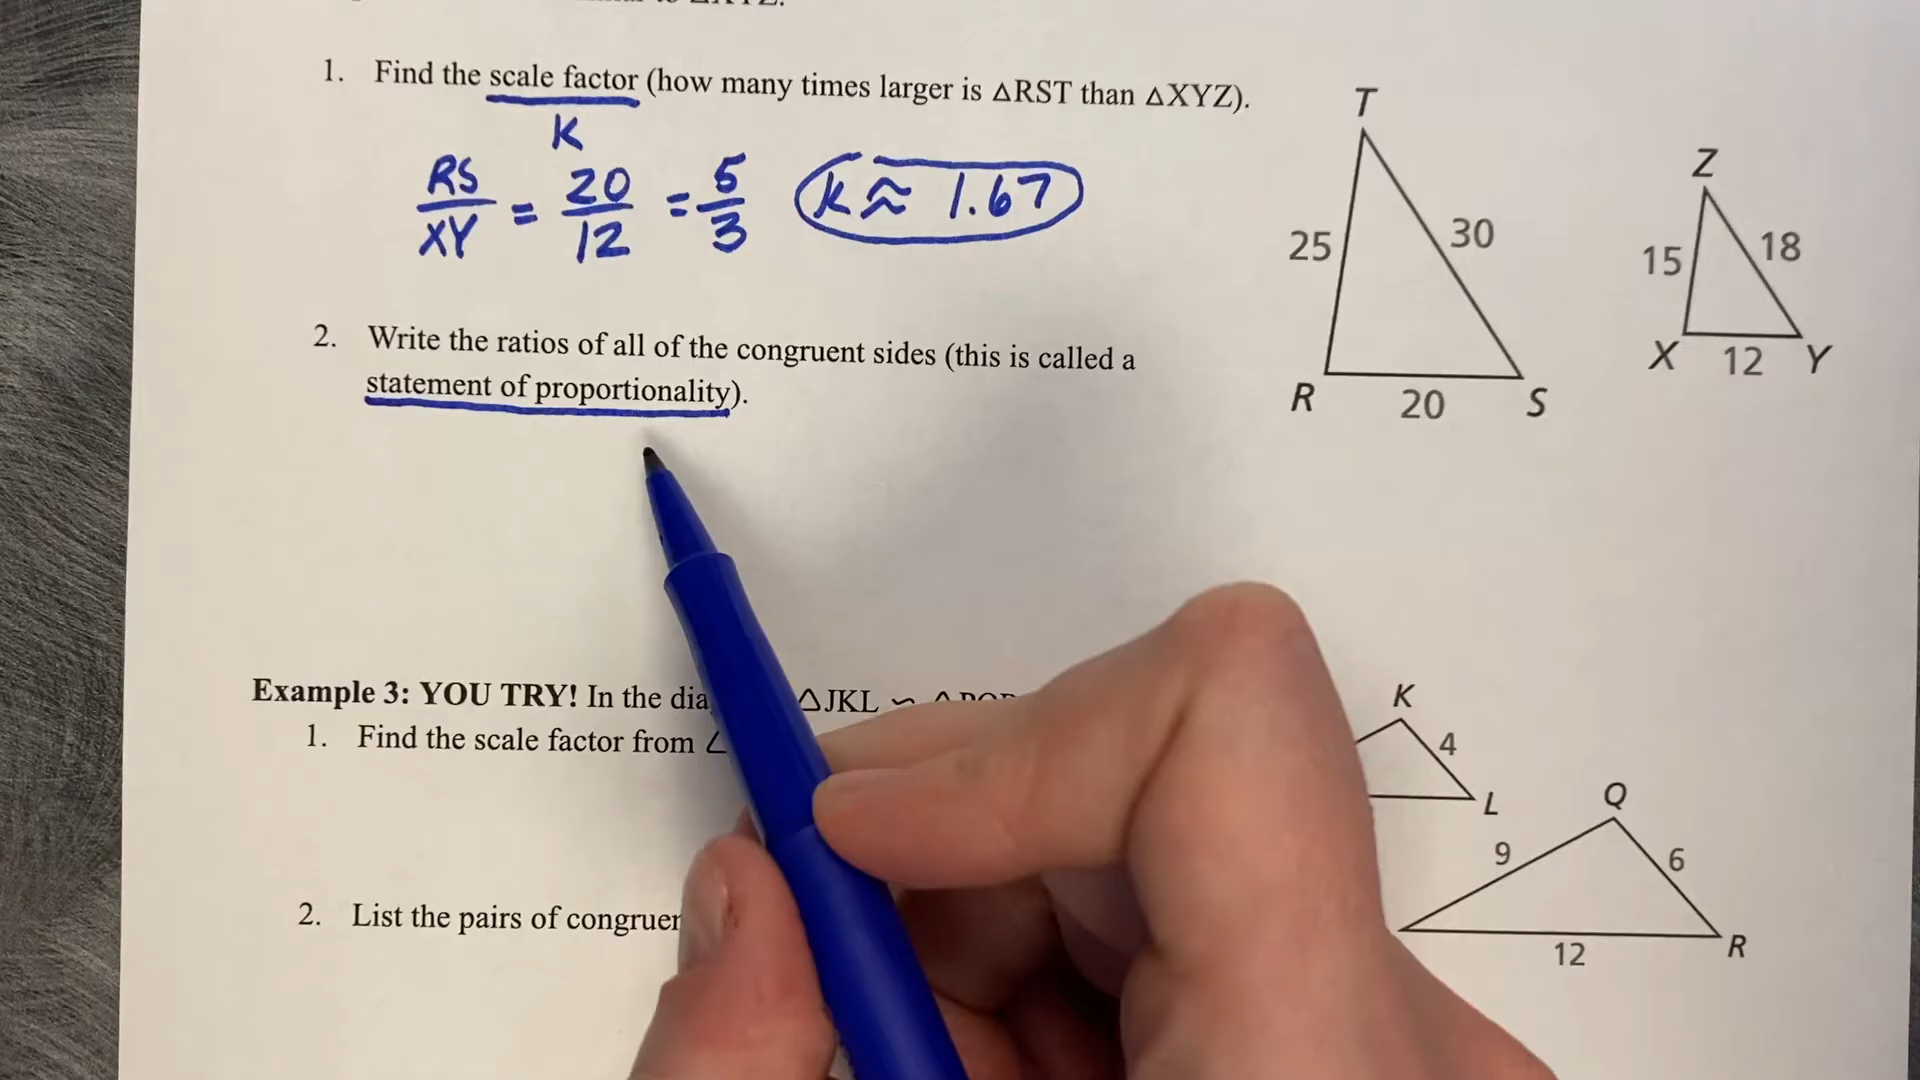 1. Find the scale factor (how many times larger is △RST than △XYZ).
K
RS/XY = 20/12 = 5/3 k ≈ 1.67
T
25
30
R
20
S
Z
15
18
X
12
Y
2. Write the ratios of all of the congruent sides (this is called a
statement of proportionality).
Example 3: YOU TRY! In the △JKL ~
1. Find the scale factor from ∠
2. List the pairs of
K
4
L
Q
9
6
12
R